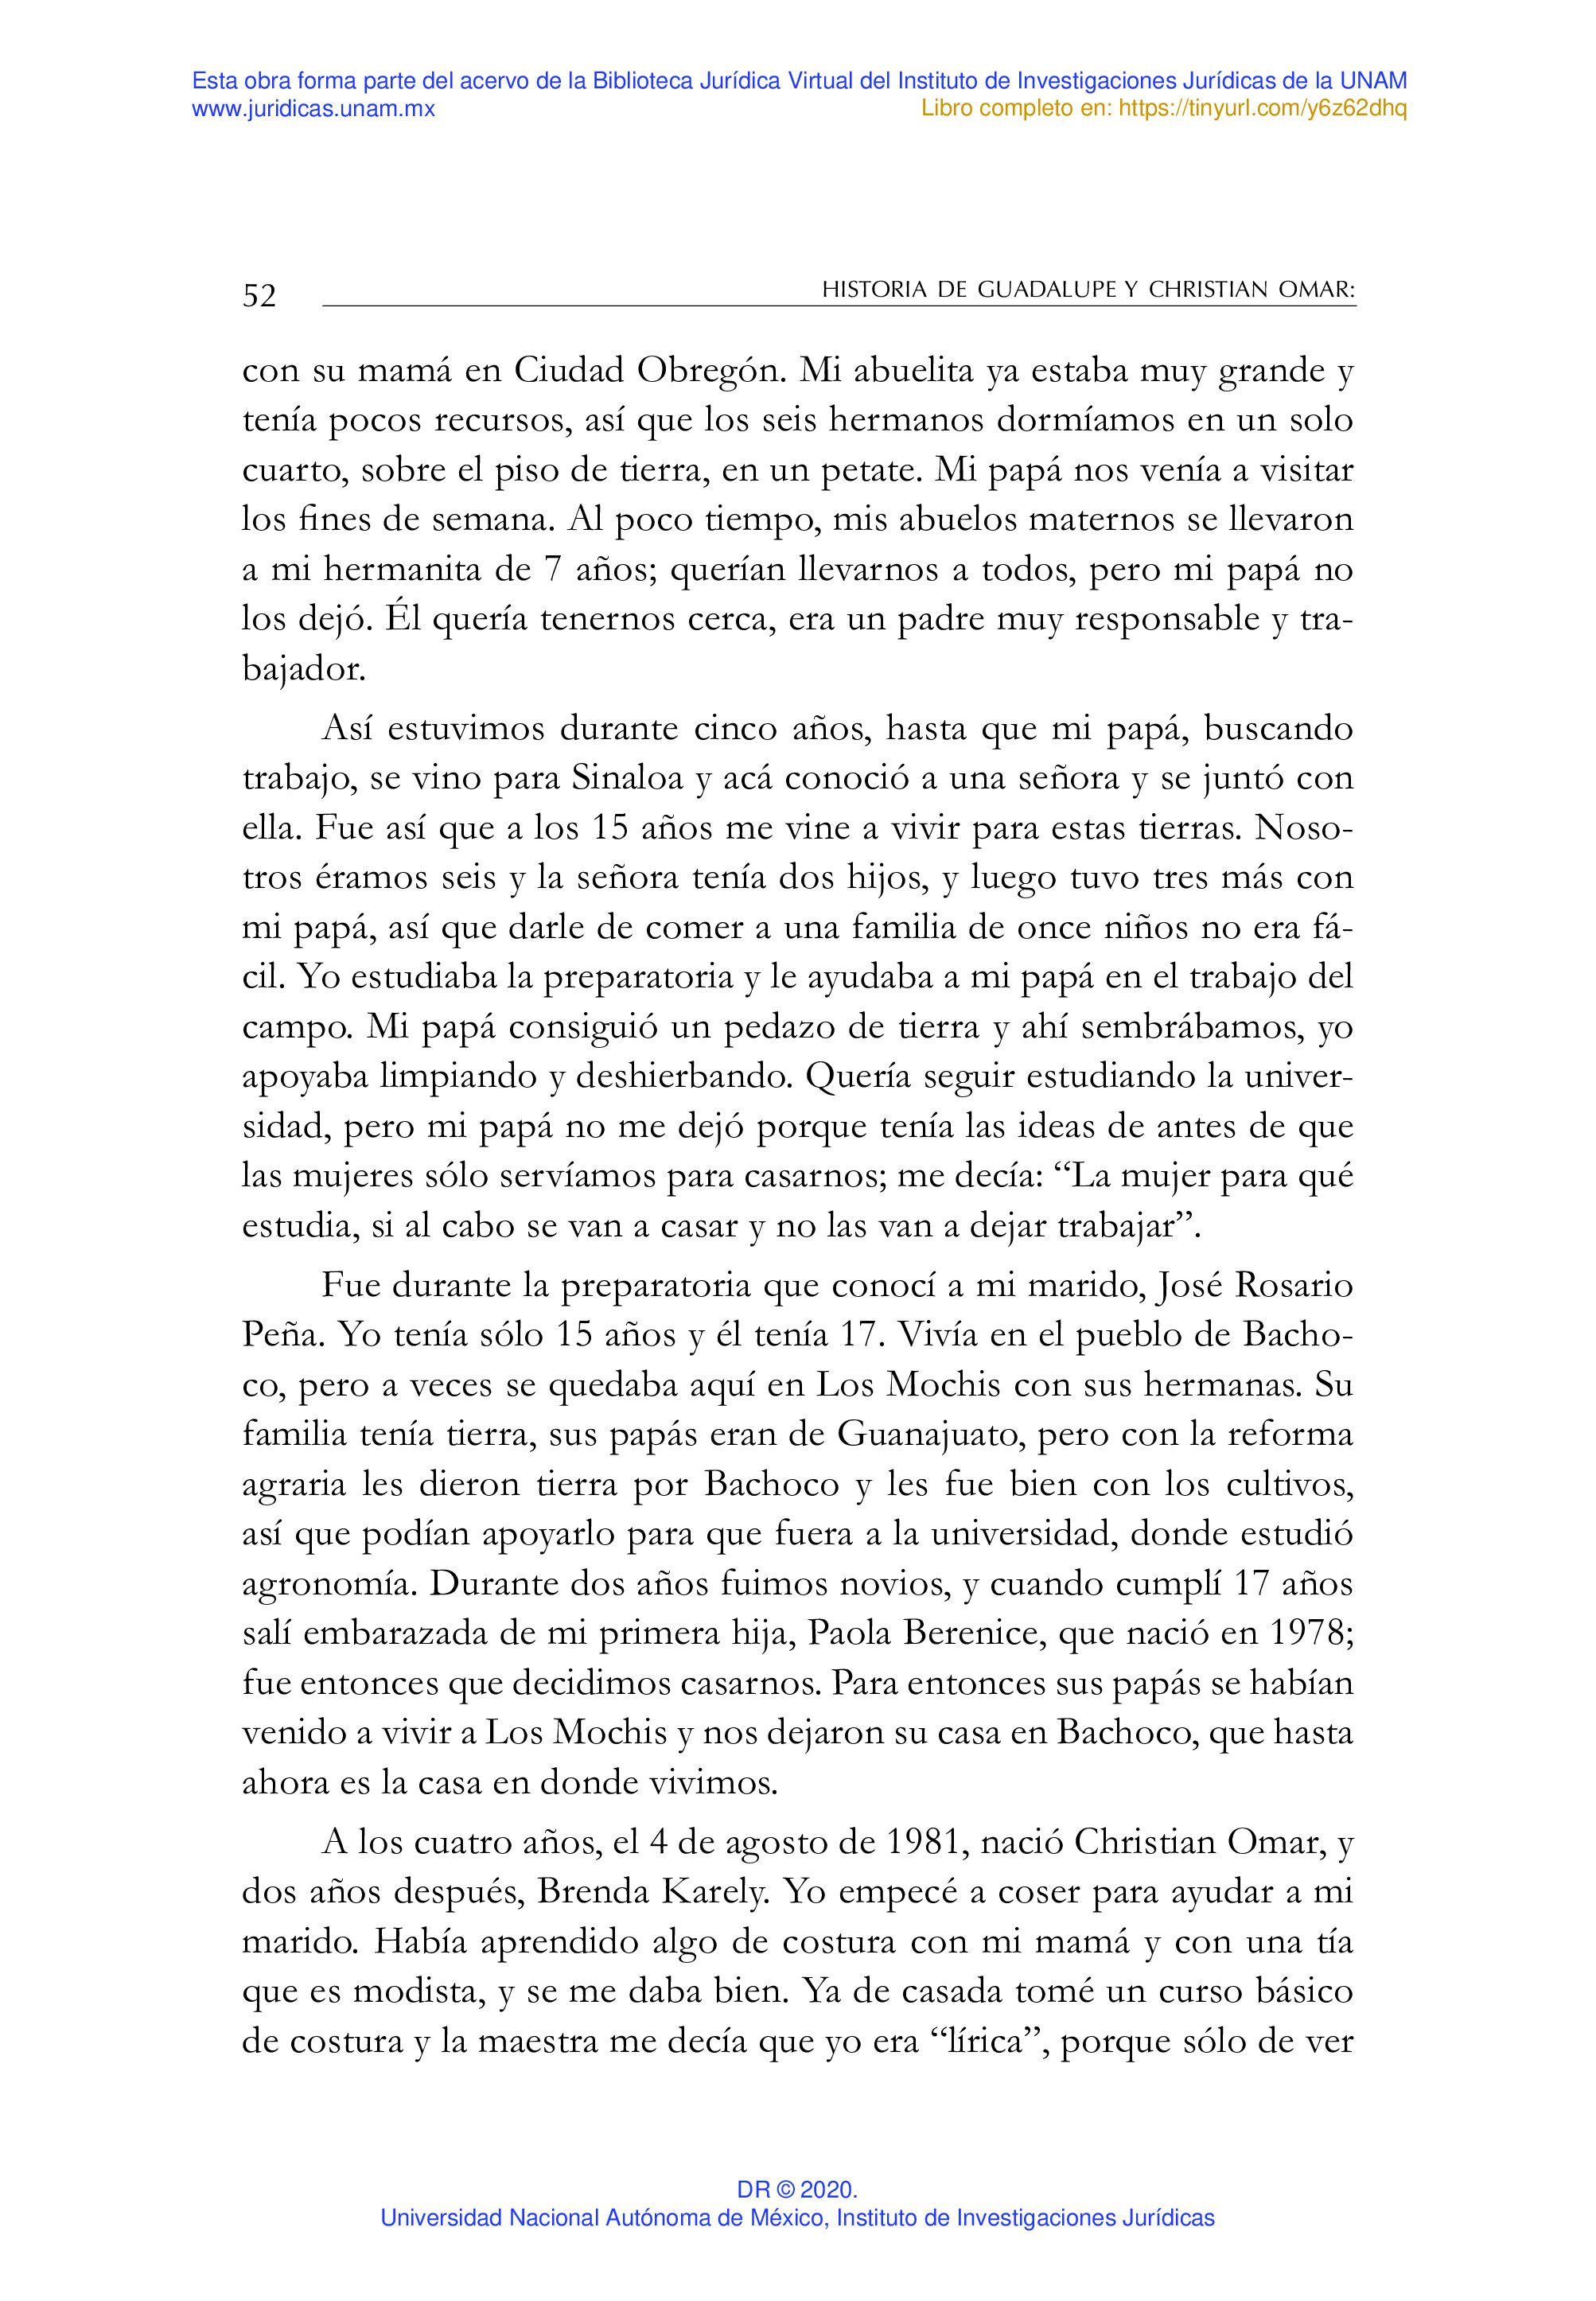 Esta obra forma parte del acervo de la Biblioteca Jurídica Virtual del Instituto de Investigaciones Jurídicas de la UNAM
www.juridicas.unam.mx
Libro completo en: https://tinyurl.com/y6z62dhq
52
HISTORIA DE GUADALUPE Y CHRISTIAN OMAR:
con su mamá en Ciudad Obregón. Mi abuelita ya estaba muy grande y
tenía pocos recursos, así que los seis hermanos dormíamos en un solo
cuarto, sobre el piso de tierra, en un petate. Mi papá nos venía a visitar
los fines de semana. Al poco tiempo, mis abuelos maternos se llevaron
a mi hermanita de 7 años; querían llevarnos a todos, pero mi papá no
los dejó. Él quería tenernos cerca, era un padre muy responsable y tra-
bajador.
Así estuvimos durante cinco años, hasta que mi papá, buscando
trabajo, se vino para Sinaloa y acá conoció a una señora y se juntó con
ella. Fue así que a los 15 años me vine a vivir para estas tierras. Noso-
tros éramos seis y la señora tenía dos hijos, y luego tuvo tres más con
mi papá, así que darle de comer a una familia de once niños no era fá-
cil. Yo estudiaba la preparatoria y le ayudaba a mi papá en el trabajo del
campo. Mi papá consiguió un pedazo de tierra y ahí sembrábamos, yo
apoyaba limpiando y deshierbando. Quería seguir estudiando la univer-
sidad, pero mi papá no me dejó porque tenía las ideas de antes de que
las mujeres sólo servíamos para casarnos; me decía: “La mujer para qué
estudia, si al cabo se van a casar y no las van a dejar trabajar”.
Fue durante la preparatoria que conocí a mi marido, José Rosario
Peña. Yo tenía sólo 15 años y él tenía 17. Vivía en el pueblo de Bacho-
co, pero a veces se quedaba aquí en Los Mochis con sus hermanas. Su
familia tenía tierra, sus papás eran de Guanajuato, pero con la reforma
agraria les dieron tierra por Bachoco y les fue bien con los cultivos,
así que podían apoyarlo para que fuera a la universidad, donde estudió
agronomía. Durante dos años fuimos novios, y cuando cumplí 17 años
salí embarazada de mi primera hija, Paola Berenice, que nació en 1978;
fue entonces que decidimos casarnos. Para entonces sus papás se habían
venido a vivir a Los Mochis y nos dejaron su casa en Bachoco, que hasta
ahora es la casa en donde vivimos.
A los cuatro años, el 4 de agosto de 1981, nació Christian Omar, y
dos años después, Brenda Karely. Yo empecé a coser para ayudar a mi
marido. Había aprendido algo de costura con mi mamá y con una tía
que es modista, y se me daba bien. Ya de casada tomé un curso básico
de costura y la maestra me decía que yo era “lírica”, porque sólo de ver
DR © 2020.
Universidad Nacional Autónoma de México, Instituto de Investigaciones Jurídicas